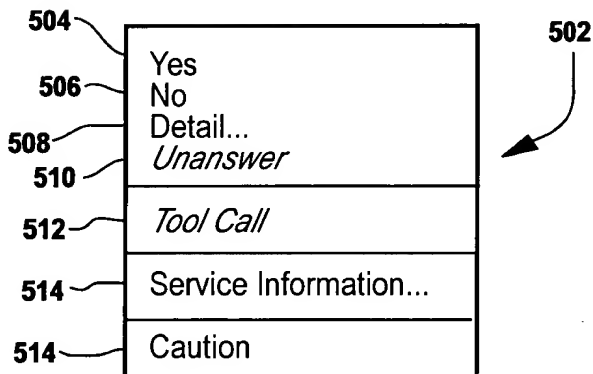 504
502
Yes
506
No
508
Detail...
510
Unanswer
512
Tool Call
514
Service Information...
514
Caution